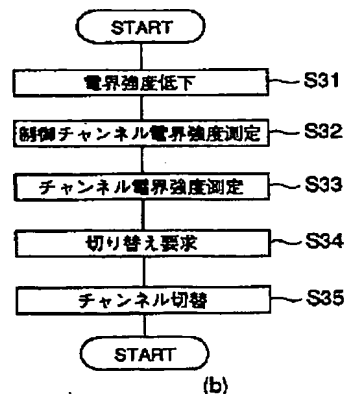 START
電界強度低下 S31
制御チャンネル電界強度測定 S32
チャンネル電界強度測定 S33
切り替え要求 S34
チャンネル切替 S35
START
(b)